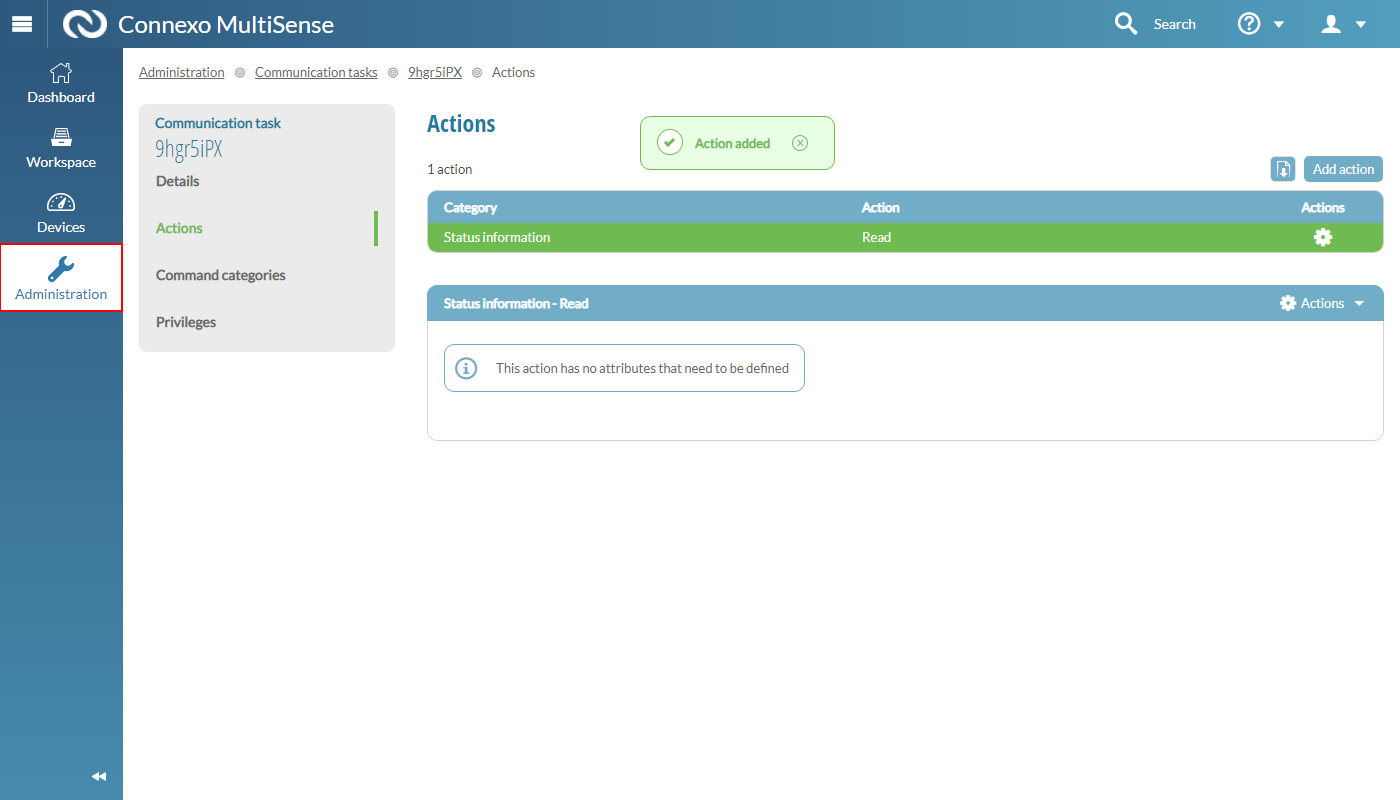 Connexo MultiSense
Search
Dashboard
Workspace
Devices
Administration
Administration Communication tasks 9hgr5iPX Actions
Communication task
9hgr5iPX
Details
Actions
Command categories
Privileges
Actions
Action added
1 action
Add action
Category Action Actions
Status information Read
Status information - Read Actions
This action has no attributes that need to be defined